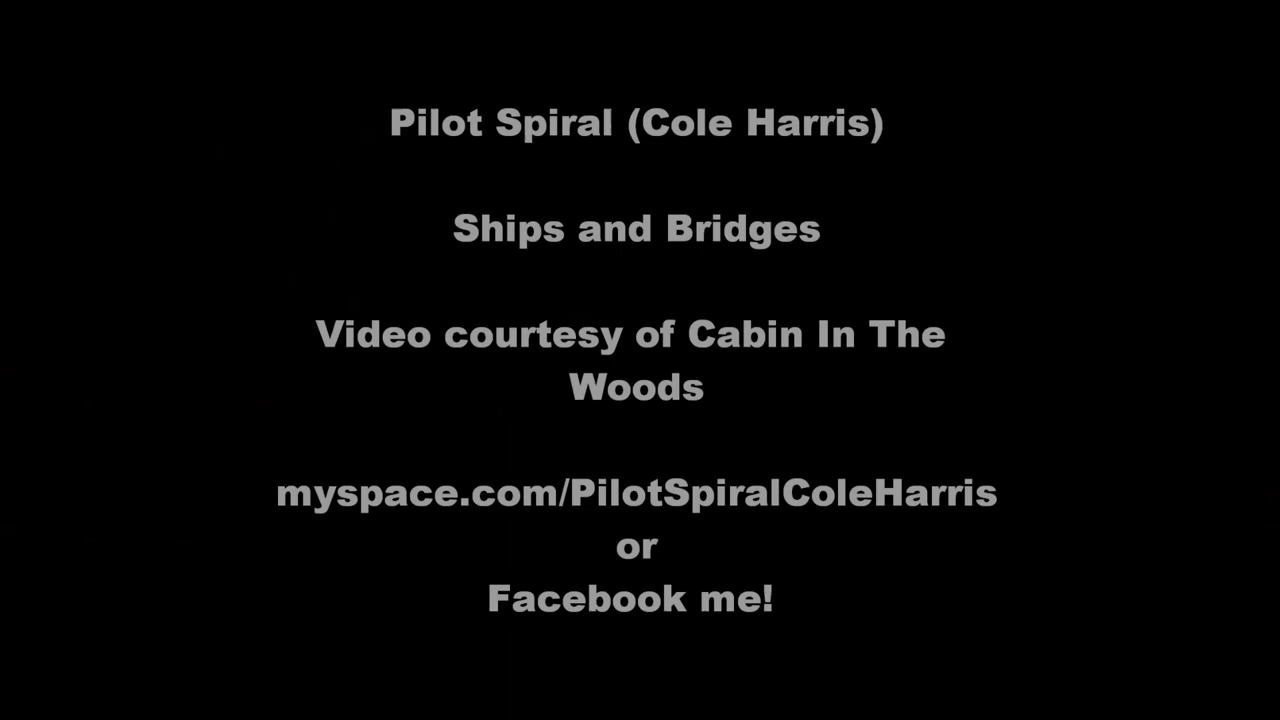 Pilot Spiral (Cole Harris)
Ships and Bridges
Video courtesy of Cabin In The
Woods
myspace.com/PilotSpiralColeHarris
or
Facebook me!